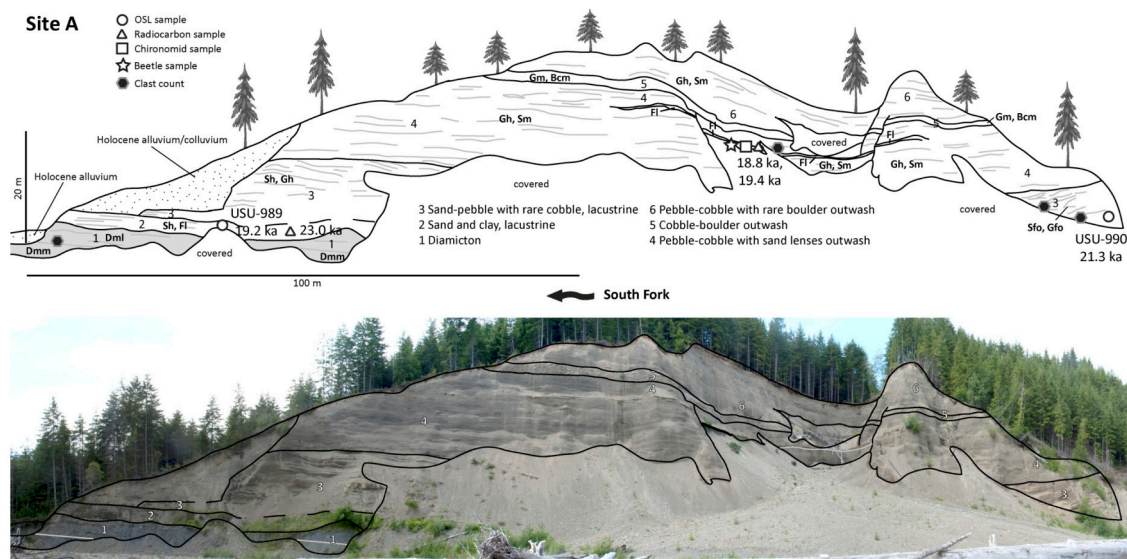 Site A
OSL sample
Radiocarbon sample
Chironomid sample
Beetle sample
Clast count
Gm, Bcm
Gh, Sm
5
4
6
Fl
4
Gh, Sm
6
5
Gm, Bcm
Fl
Fl
covered
Fl
Gh, Sm
Gh, Sm
18.8 ka,
19.4 ka
4
Holocene alluvium/colluvium
Holocene alluvium
20 m
Sh, Gh
3
covered
covered
3
2
Sh, Fl
USU-989
19.2 ka
23.0 ka
1
Dml
Dmm
covered
1
Dmm
3 Sand-pebble with rare cobble, lacustrine
2 Sand and clay, lacustrine
1 Diamicton
6 Pebble-cobble with rare boulder outwash
5 Cobble-boulder outwash
4 Pebble-cobble with sand lenses outwash
3
Sfo, Gfo
USU-990
21.3 ka
100 m
South Fork
5
4
6
6
5
4
4
3
3
3
2
1
1